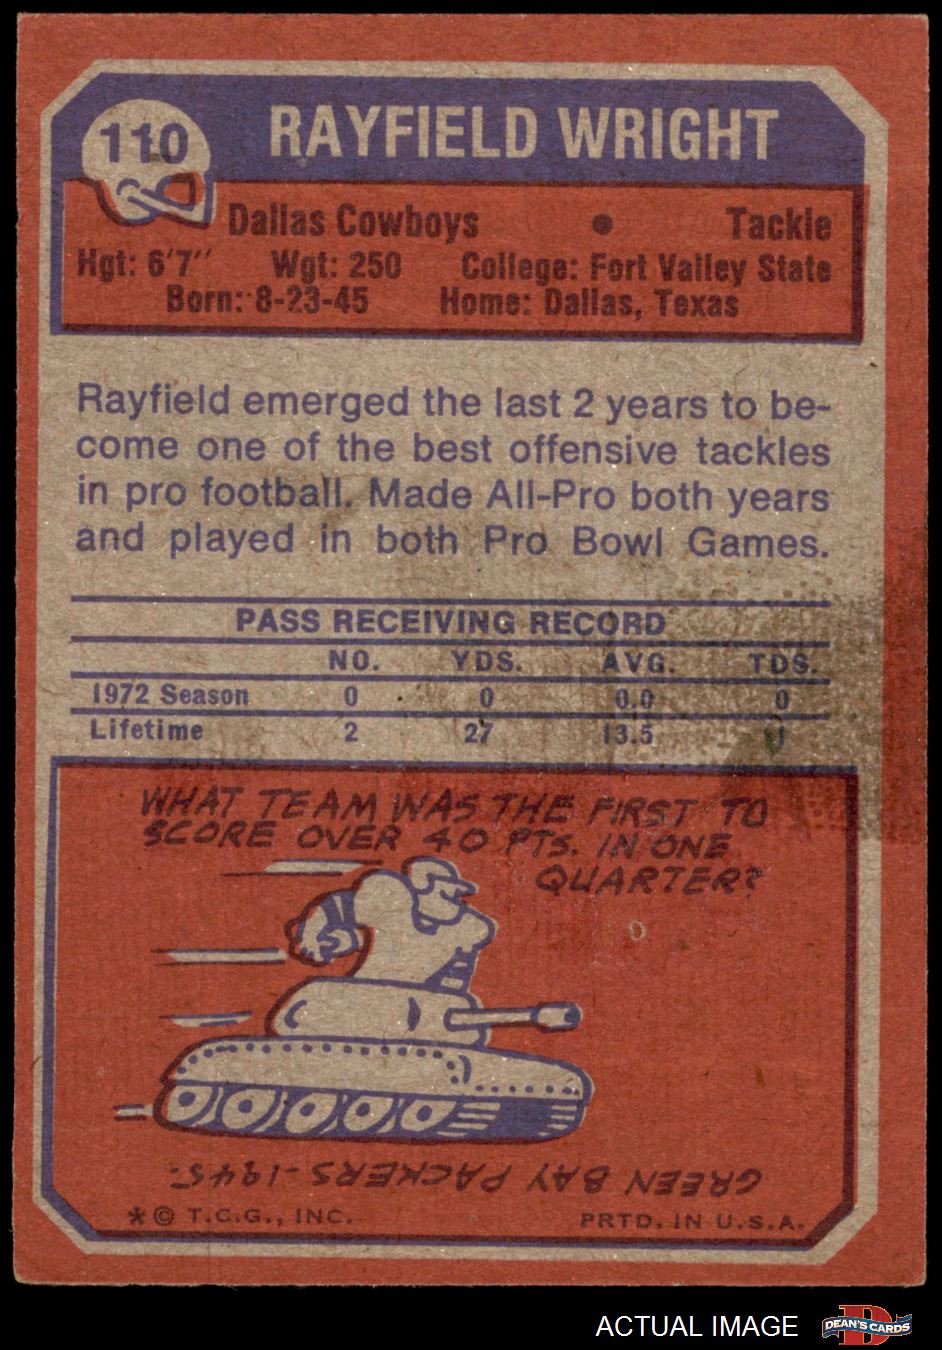 110 RAYFIELD WRIGHT
Dallas Cowboys • Tackle
Hgt: 6'7" Wgt: 250 College: Fort Valley State
Born: 8-23-45 Home: Dallas, Texas
Rayfield emerged the last 2 years to be-
come one of the best offensive tackles
in pro football. Made All-Pro both years
and played in both Pro Bowl Games.
PASS RECEIVING RECORD
NO. YDS. AVG. TDS.
1972 Season 0 0 0.0 0
Lifetime 2 27 13.5
WHAT TEAM WAS THE FIRST TO
SCORE OVER 40 PTS. IN ONE
QUARTER?
GREEN BAY PACKERS-1945.
*© T.C.G., INC. PRTD. IN U.S.A.
ACTUAL IMAGE DEAN'S CARDS